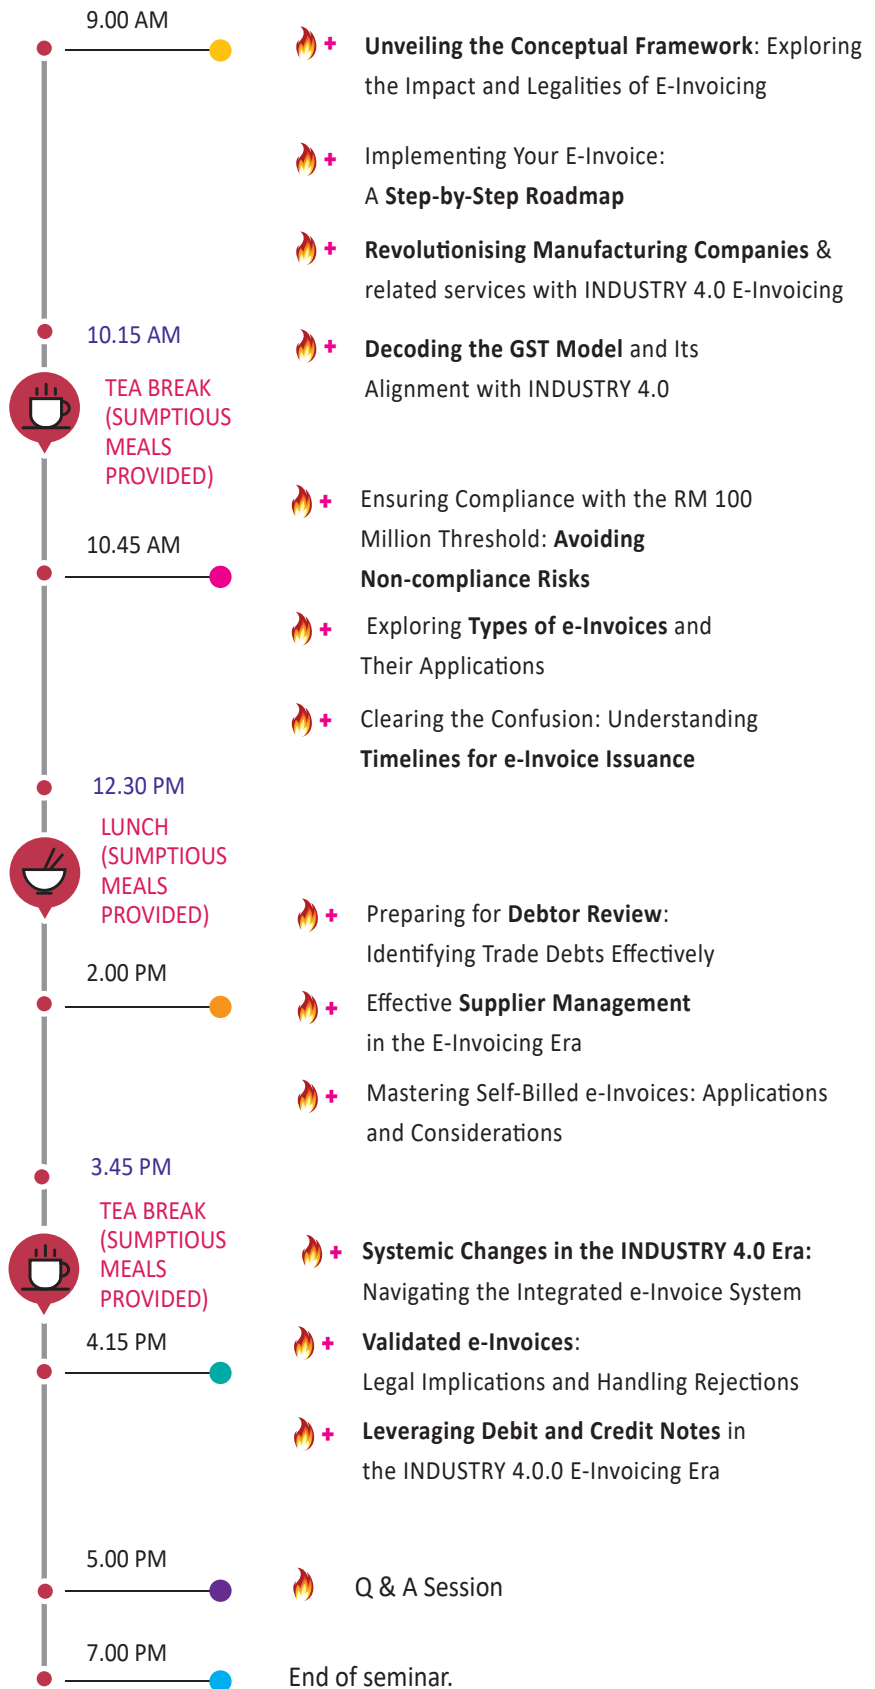 9.00 AM
Unveiling the Conceptual Framework: Exploring
the Impact and Legalities of E-Invoicing
Implementing Your E-Invoice:
A Step-by-Step Roadmap
Revolutionising Manufacturing Companies &
related services with INDUSTRY 4.0 E-Invoicing
Decoding the GST Model and Its
Alignment with INDUSTRY 4.0
10.15 AM
TEA BREAK
(SUMPTIOUS
MEALS
PROVIDED)
10.45 AM
Ensuring Compliance with the RM 100
Million Threshold: Avoiding
Non-compliance Risks
Exploring Types of e-Invoices and
Their Applications
Clearing the Confusion: Understanding
Timelines for e-Invoice Issuance
12.30 PM
LUNCH
(SUMPTIOUS
MEALS
PROVIDED)
2.00 PM
Preparing for Debtor Review:
Identifying Trade Debts Effectively
Effective Supplier Management
in the E-Invoicing Era
Mastering Self-Billed e-Invoices: Applications
and Considerations
3.45 PM
TEA BREAK
(SUMPTIOUS
MEALS
PROVIDED)
4.15 PM
Systemic Changes in the INDUSTRY 4.0 Era:
Navigating the Integrated e-Invoice System
Validated e-Invoices:
Legal Implications and Handling Rejections
Leveraging Debit and Credit Notes in
the INDUSTRY 4.0.0 E-Invoicing Era
5.00 PM
Q & A Session
7.00 PM
End of seminar.